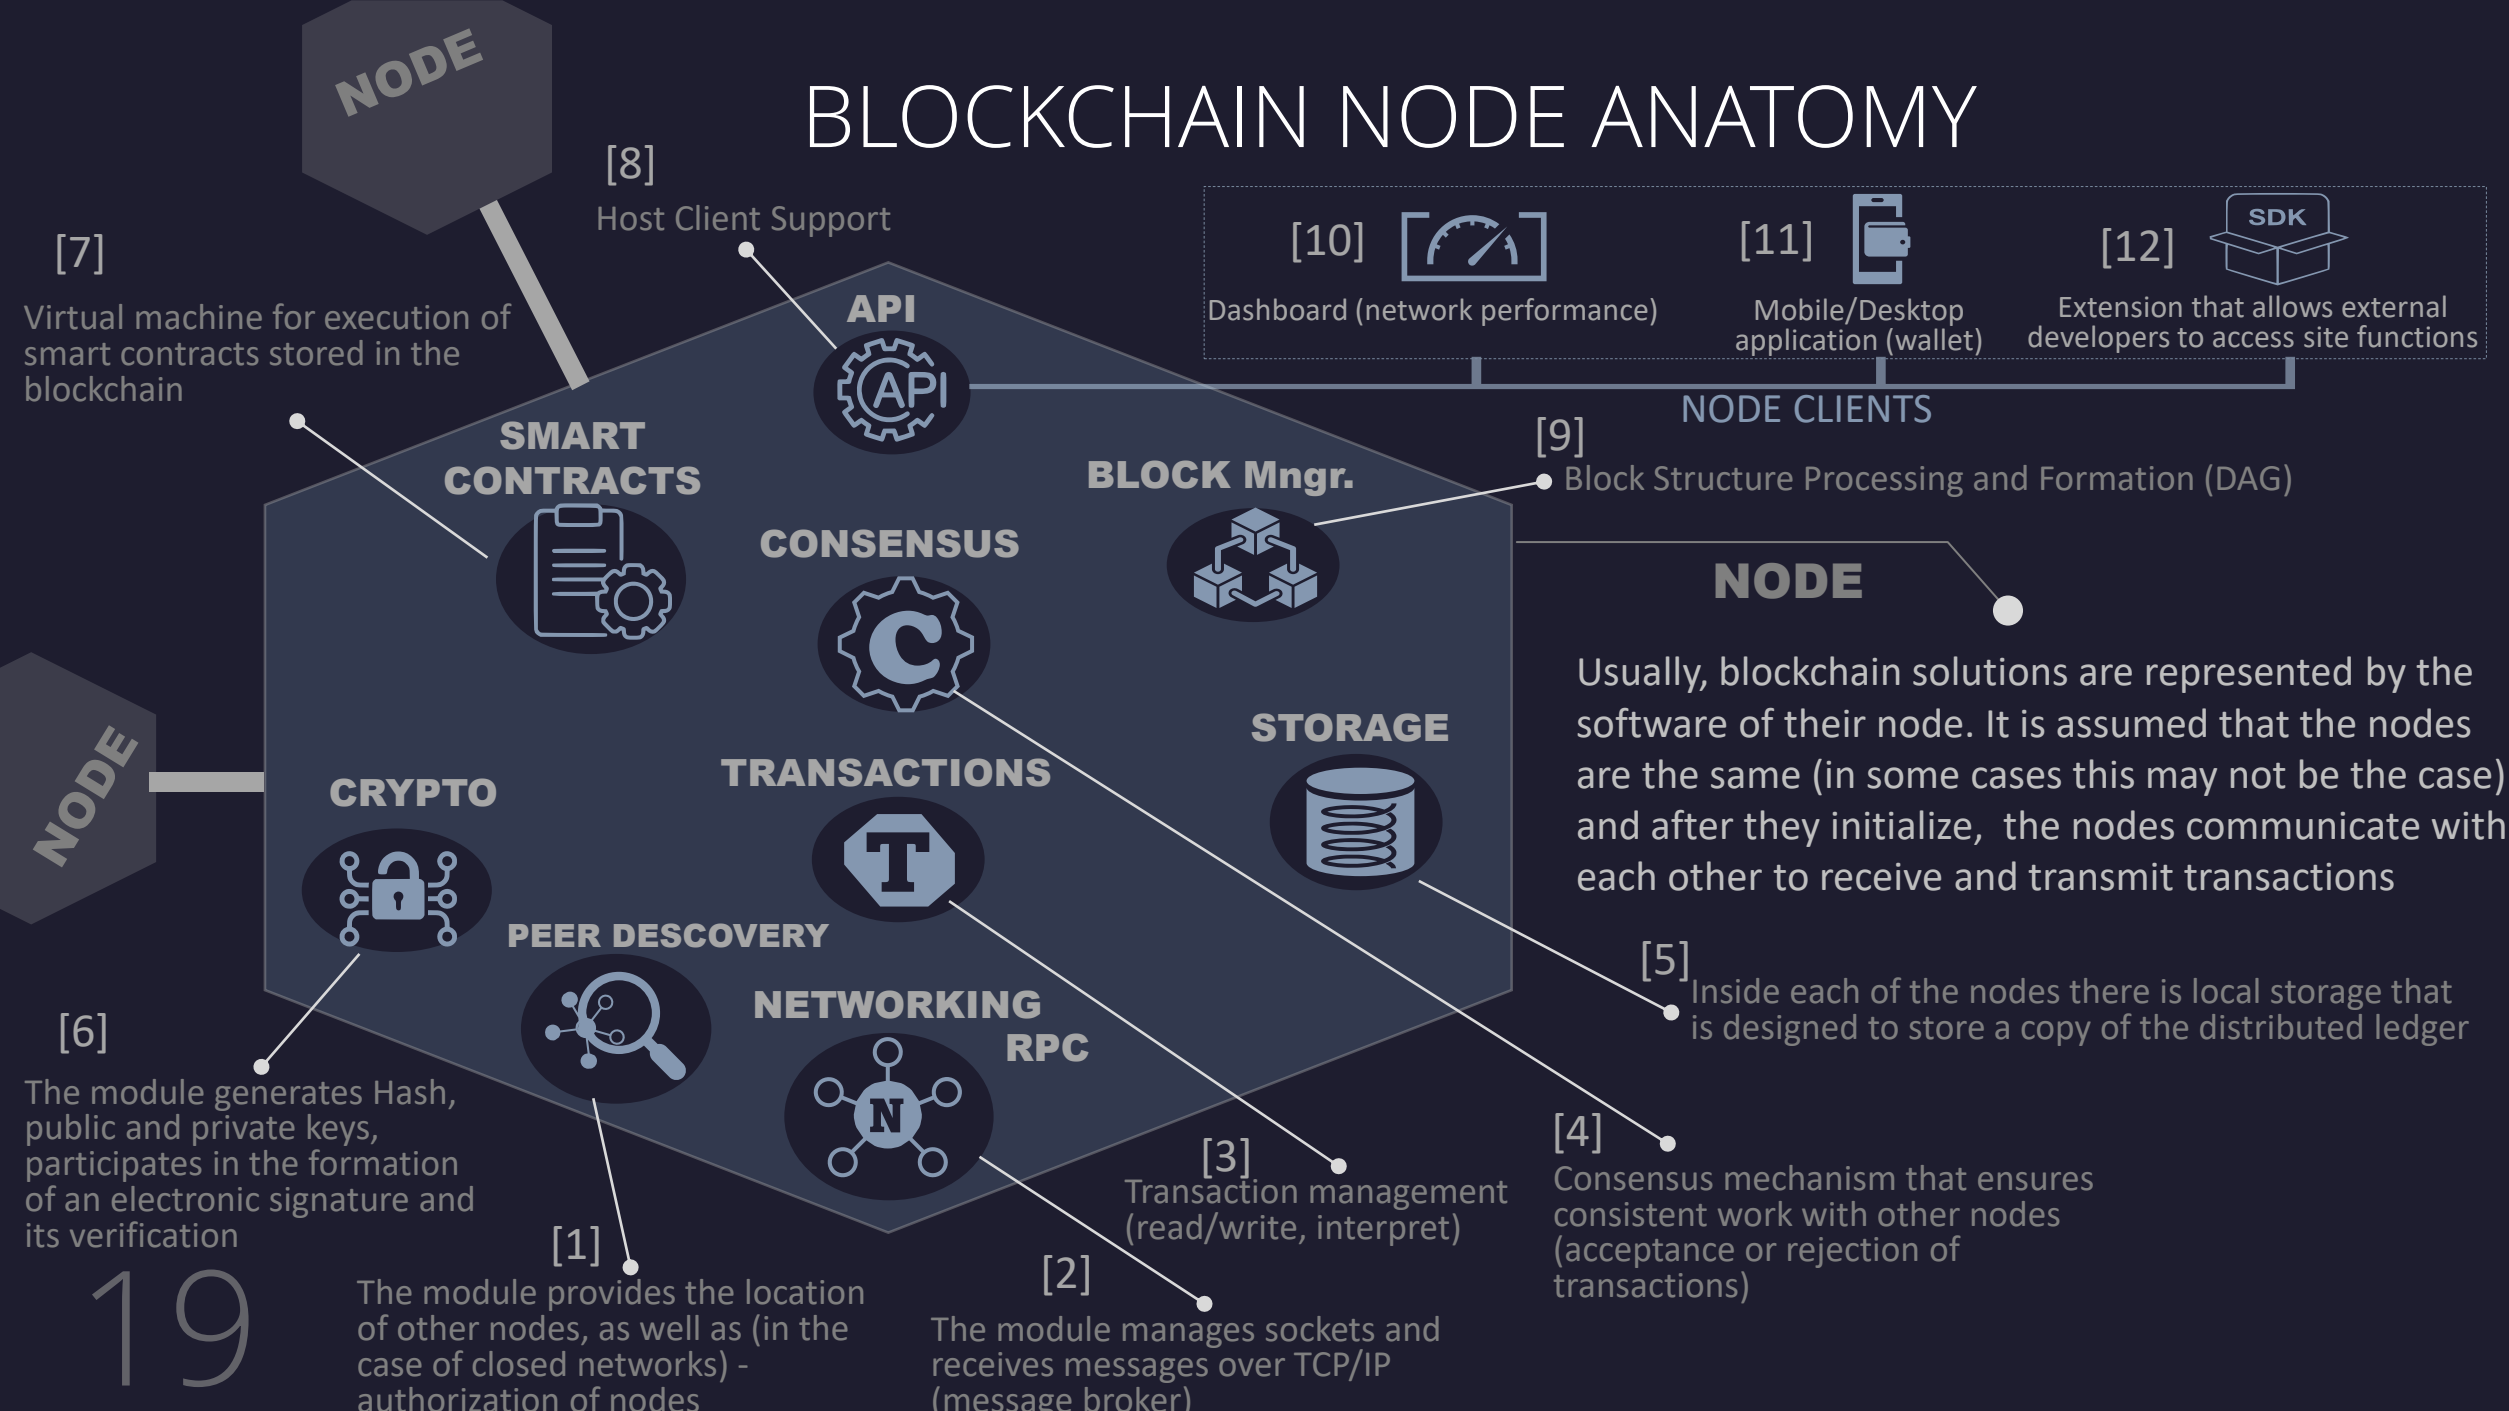 NODE
BLOCKCHAIN NODE ANATOMY
[8]
Host Client Support
[7]
Virtual machine for execution of
smart contracts stored in the
blockchain
[10]
Dashboard (network performance)
[11]
Mobile/Desktop
application (wallet)
[12]
SDK
Extension that allows external
developers to access site functions
NODE CLIENTS
API
API
SMART
CONTRACTS
BLOCK Mngr.
[9]
Block Structure Processing and Formation (DAG)
CONSENSUS
C
NODE
Usually, blockchain solutions are represented by the
software of their node. It is assumed that the nodes
are the same (in some cases this may not be the case)
and after they initialize,  the nodes communicate with
each other to receive and transmit transactions
STORAGE
NODE
CRYPTO
TRANSACTIONS
T
PEER DESCOVERY
NETWORKING
RPC
N
[5]
Inside each of the nodes there is local storage that
is designed to store a copy of the distributed ledger
[6]
The module generates Hash,
public and private keys,
participates in the formation
of an electronic signature and
its verification
[4]
Consensus mechanism that ensures
consistent work with other nodes
(acceptance or rejection of
transactions)
[3]
Transaction management
(read/write, interpret)
[1]
The module provides the location
of other nodes, as well as (in the
case of closed networks) -
authorization of nodes
[2]
The module manages sockets and
receives messages over TCP/IP
(message broker)
19